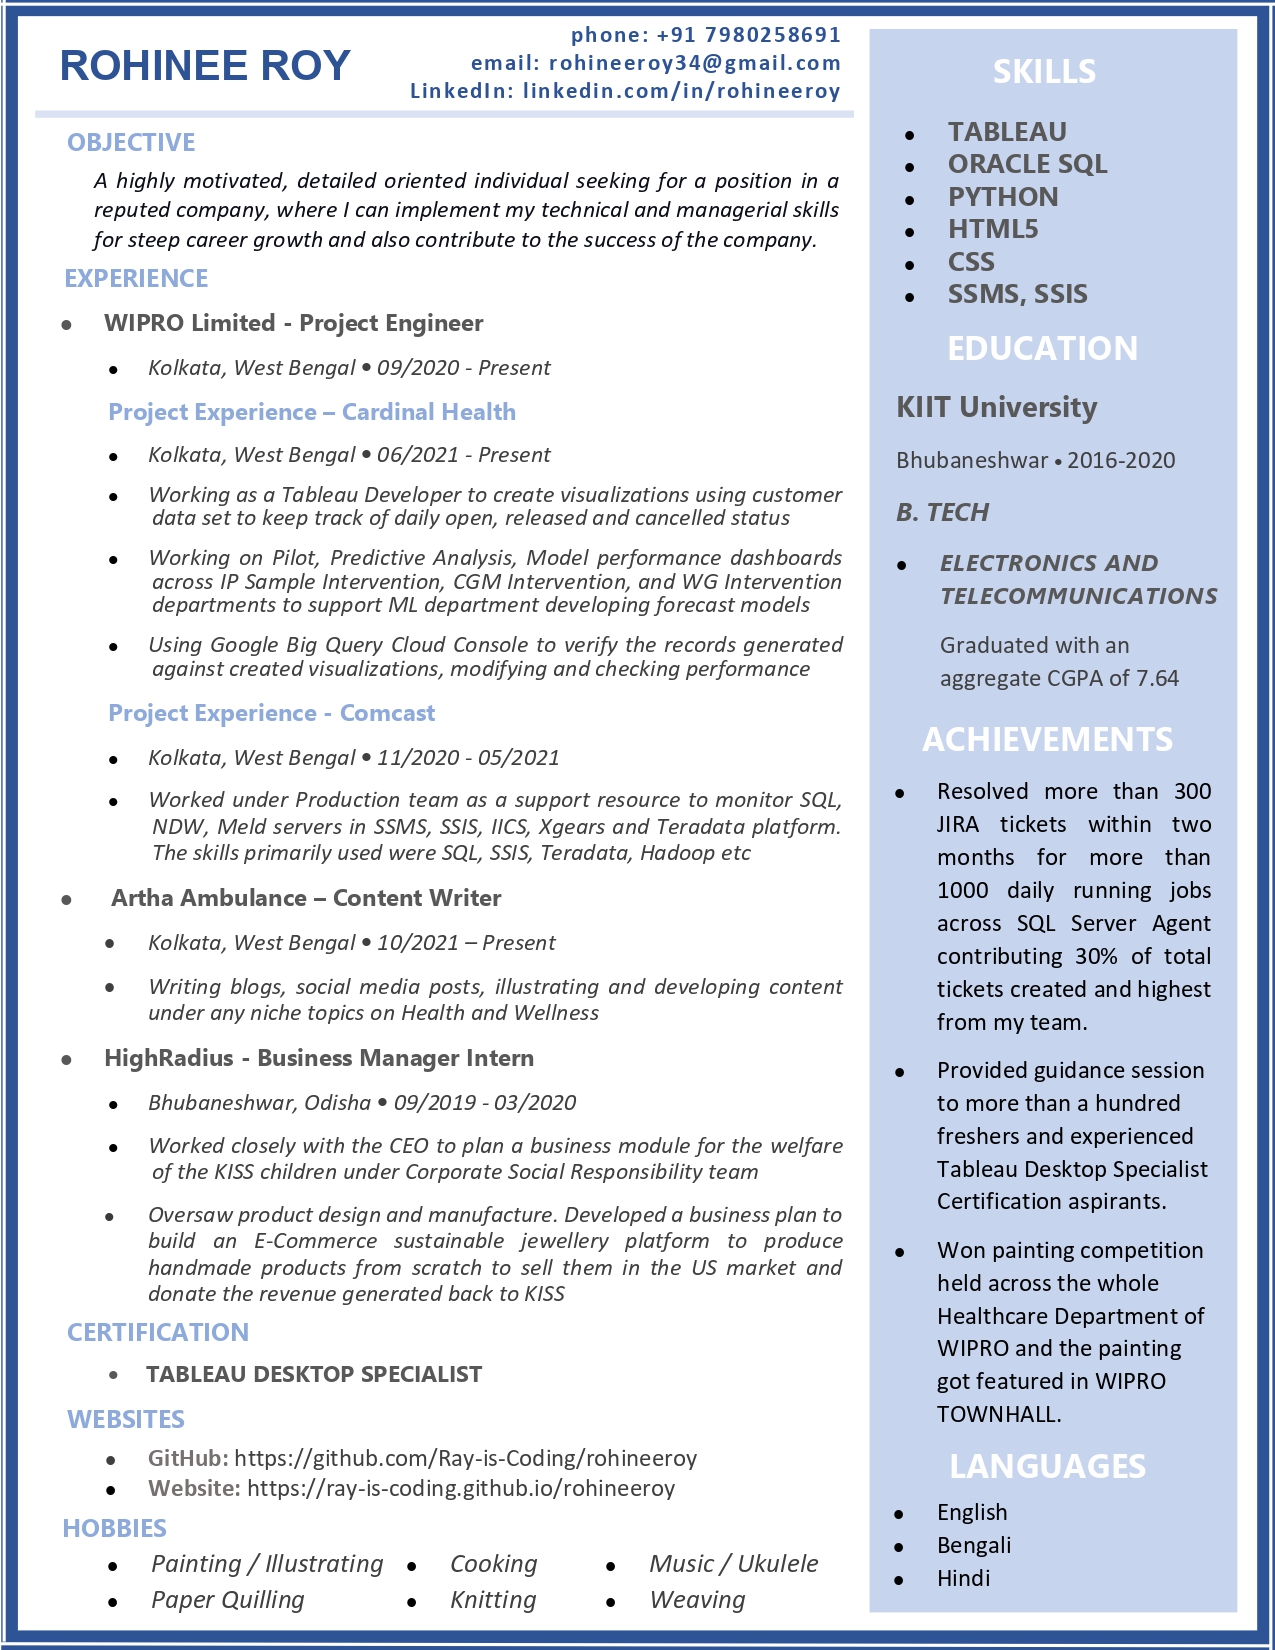 ROHINEE ROY
phone: +91 7980258691
email: rohineeroy34@gmail.com
LinkedIn: linkedin.com/in/rohineeroy
OBJECTIVE
A highly motivated, detailed oriented individual seeking for a position in a
reputed company, where I can implement my technical and managerial skills
for steep career growth and also contribute to the success of the company.
EXPERIENCE
• WIPRO Limited - Project Engineer
• Kolkata, West Bengal • 09/2020 - Present
Project Experience – Cardinal Health
• Kolkata, West Bengal • 06/2021 - Present
• Working as a Tableau Developer to create visualizations using customer
data set to keep track of daily open, released and cancelled status
• Working on Pilot, Predictive Analysis, Model performance dashboards
across IP Sample Intervention, CGM Intervention, and WG Intervention
departments to support ML department developing forecast models
• Using Google Big Query Cloud Console to verify the records generated
against created visualizations, modifying and checking performance
Project Experience - Comcast
• Kolkata, West Bengal • 11/2020 - 05/2021
• Worked under Production team as a support resource to monitor SQL,
NDW, Meld servers in SSMS, SSIS, IICS, Xgears and Teradata platform.
The skills primarily used were SQL, SSIS, Teradata, Hadoop etc
• Artha Ambulance – Content Writer
• Kolkata, West Bengal • 10/2021 – Present
• Writing blogs, social media posts, illustrating and developing content
under any niche topics on Health and Wellness
• HighRadius - Business Manager Intern
• Bhubaneshwar, Odisha • 09/2019 - 03/2020
• Worked closely with the CEO to plan a business module for the welfare
of the KISS children under Corporate Social Responsibility team
• Oversaw product design and manufacture. Developed a business plan to
build an E-Commerce sustainable jewellery platform to produce
handmade products from scratch to sell them in the US market and
donate the revenue generated back to KISS
CERTIFICATION
• TABLEAU DESKTOP SPECIALIST
WEBSITES
• GitHub: https://github.com/Ray-is-Coding/rohineeroy
• Website: https://ray-is-coding.github.io/rohineeroy
HOBBIES
• Painting / Illustrating • Cooking • Music / Ukulele
• Paper Quilling • Knitting • Weaving
SKILLS
• TABLEAU
• ORACLE SQL
• PYTHON
• HTML5
• CSS
• SSMS, SSIS
EDUCATION
KIIT University
Bhubaneshwar • 2016-2020
B. TECH
• ELECTRONICS AND
TELECOMMUNICATIONS
Graduated with an
aggregate CGPA of 7.64
ACHIEVEMENTS
• Resolved more than 300
JIRA tickets within two
months for more than
1000 daily running jobs
across SQL Server Agent
contributing 30% of total
tickets created and highest
from my team.
• Provided guidance session
to more than a hundred
freshers and experienced
Tableau Desktop Specialist
Certification aspirants.
• Won painting competition
held across the whole
Healthcare Department of
WIPRO and the painting
got featured in WIPRO
TOWNHALL.
LANGUAGES
• English
• Bengali
• Hindi